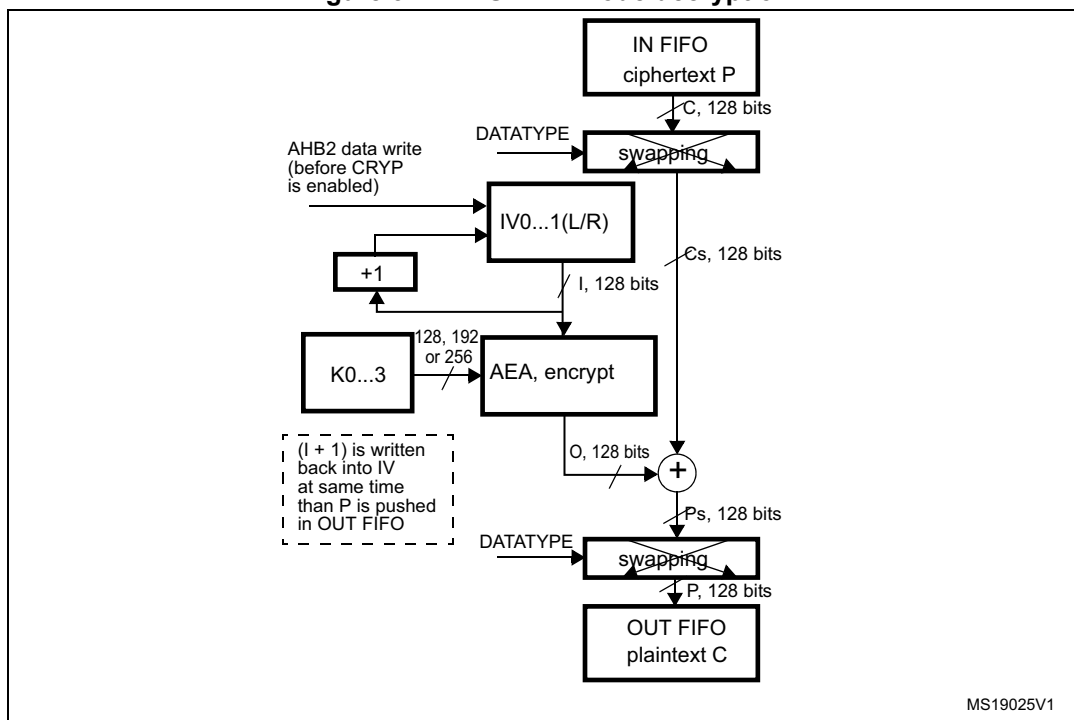 IN FIFO
ciphertext P
C, 128 bits
DATATYPE
swapping
AHB2 data write
(before CRYP
is enabled)
IV0...1(L/R)
Cs, 128 bits
+1
I, 128 bits
128, 192
or 256
K0...3
AEA, encrypt
(I + 1) is written
back into IV
at same time
than P is pushed
in OUT FIFO
O, 128 bits
+
Ps, 128 bits
DATATYPE
swapping
P, 128 bits
OUT FIFO
plaintext C
MS19025V1